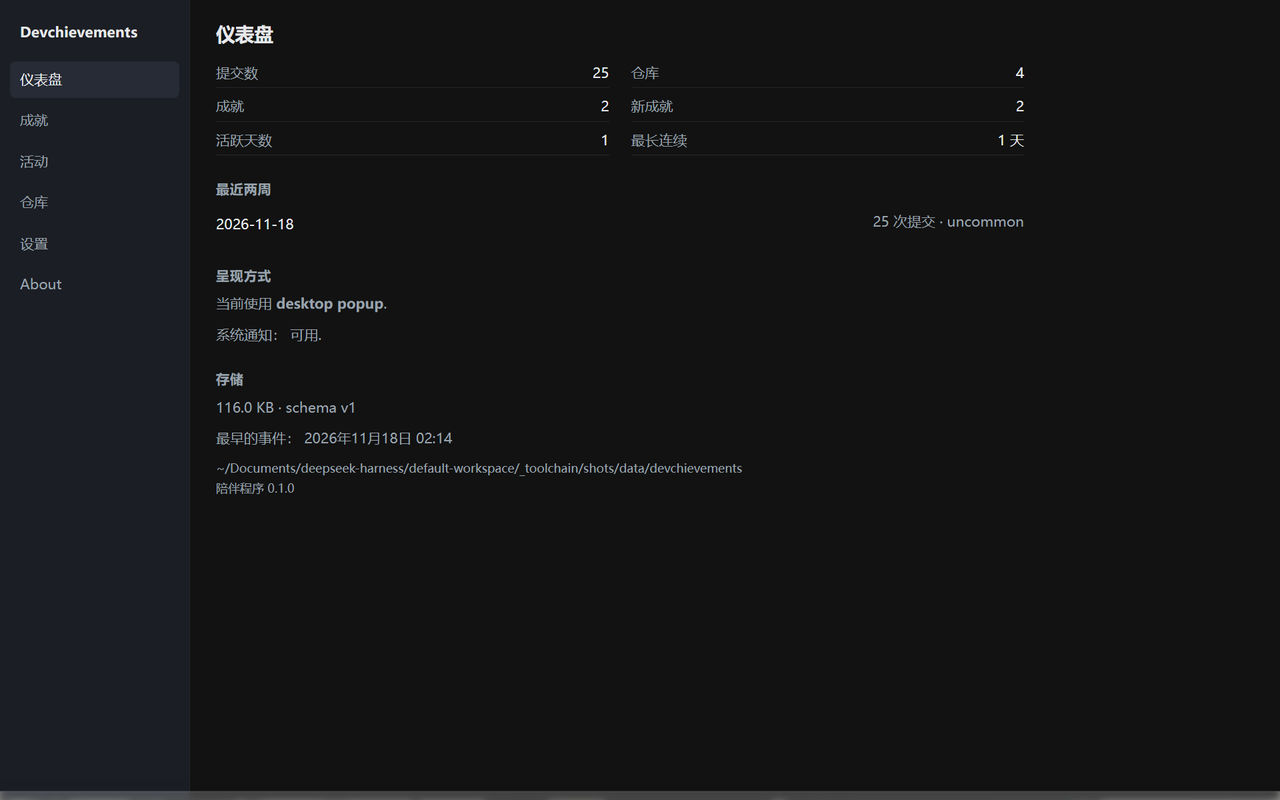 Devchievements
仪表盘
成就
活动
仓库
设置
About
仪表盘
提交数 25 仓库 4
成就 2 新成就 2
活跃天数 1 最长连续 1 天
最近两周
2026-11-18 25 次提交 · uncommon
呈现方式
当前使用 desktop popup.
系统通知： 可用.
存储
116.0 KB · schema v1
最早的事件： 2026年11月18日 02:14
~/Documents/deepseek-harness/default-workspace/_toolchain/shots/data/devchievements
陪伴程序 0.1.0